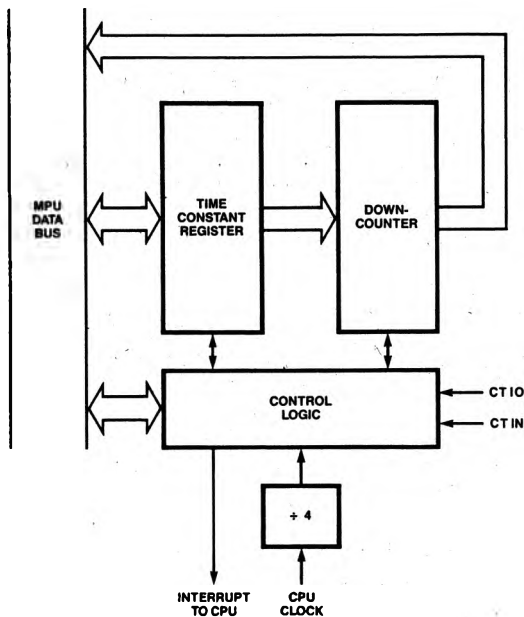 MPU
DATA
BUS
TIME
CONSTANT
REGISTER
DOWN-
COUNTER
CONTROL
LOGIC
CT IO
CT IN
÷ 4
INTERRUPT
TO CPU
CPU
CLOCK